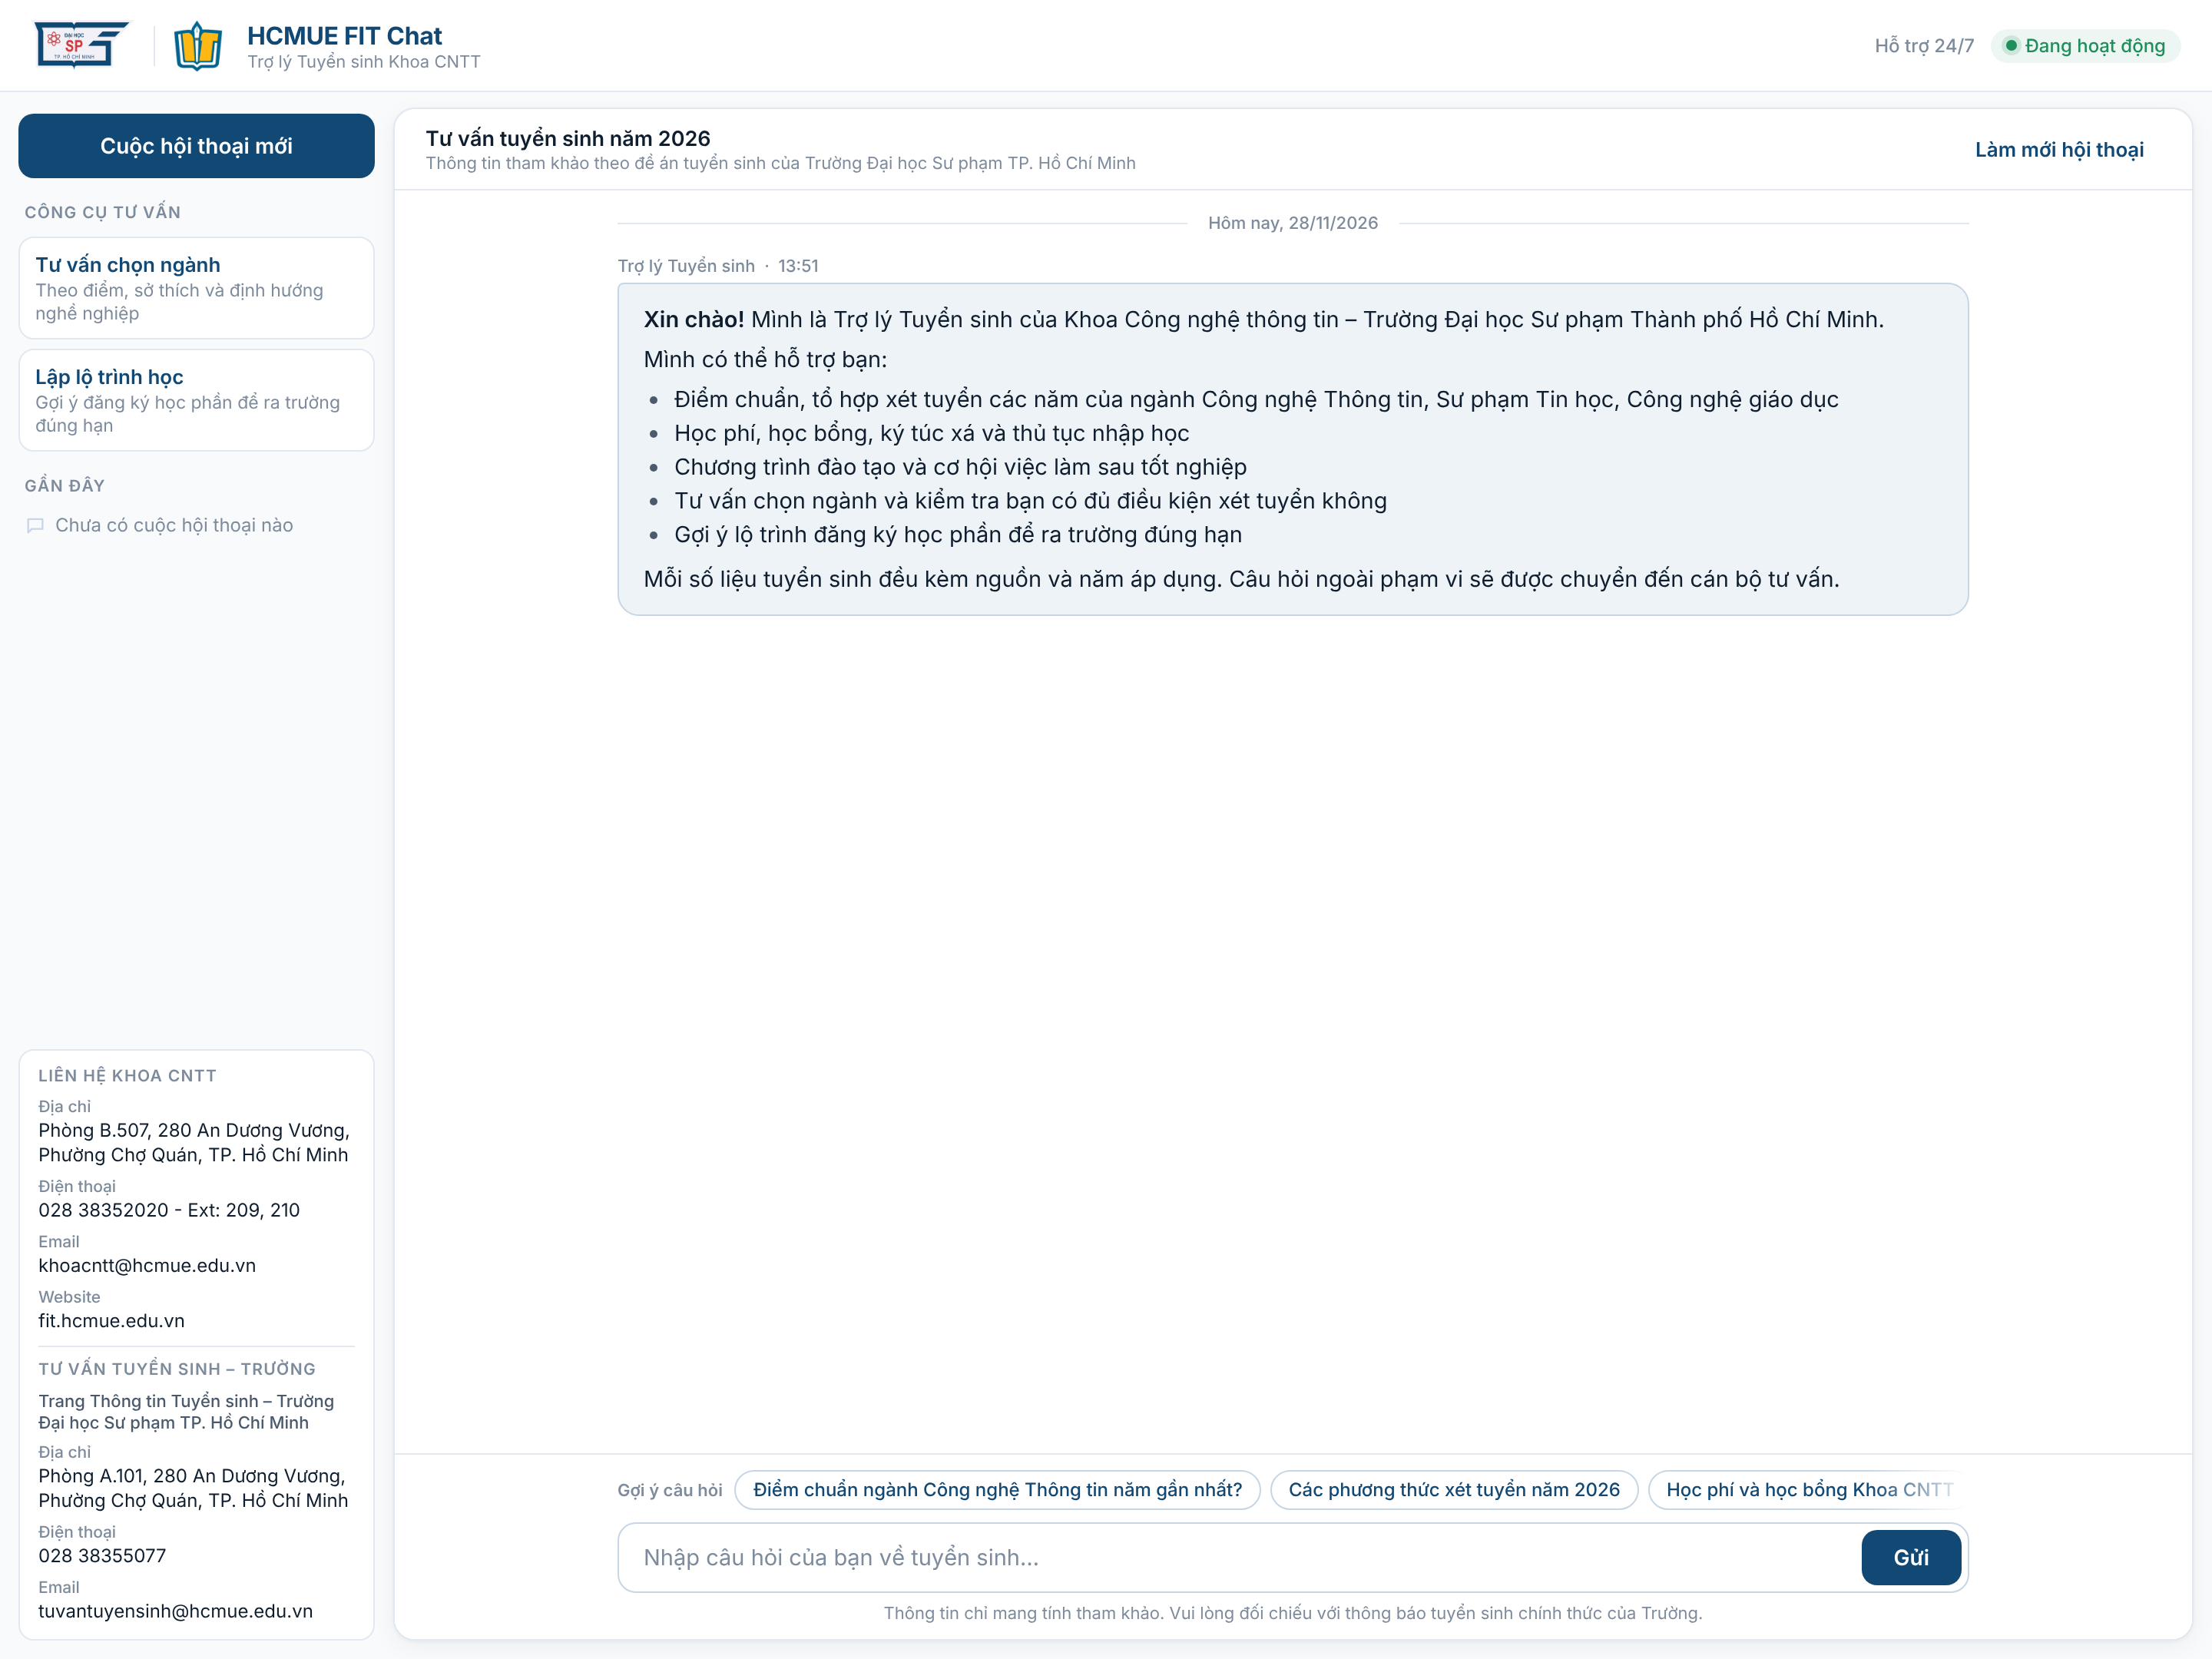 ĐẠI HỌC
SP
TP. HỒ CHÍ MINH
HCMUE FIT Chat
Trợ lý Tuyển sinh Khoa CNTT
Hỗ trợ 24/7
Đang hoạt động
Cuộc hội thoại mới
CÔNG CỤ TƯ VẤN
Tư vấn chọn ngành
Theo điểm, sở thích và định hướng
nghề nghiệp
Lập lộ trình học
Gợi ý đăng ký học phần để ra trường
đúng hạn
GẦN ĐÂY
Chưa có cuộc hội thoại nào
LIÊN HỆ KHOA CNTT
Địa chỉ
Phòng B.507, 280 An Dương Vương,
Phường Chợ Quán, TP. Hồ Chí Minh
Điện thoại
028 38352020 - Ext: 209, 210
Email
khoacntt@hcmue.edu.vn
Website
fit.hcmue.edu.vn
TƯ VẤN TUYỂN SINH – TRƯỜNG
Trang Thông tin Tuyển sinh – Trường
Đại học Sư phạm TP. Hồ Chí Minh
Địa chỉ
Phòng A.101, 280 An Dương Vương,
Phường Chợ Quán, TP. Hồ Chí Minh
Điện thoại
028 38355077
Email
tuvantuyensinh@hcmue.edu.vn
Tư vấn tuyển sinh năm 2026
Thông tin tham khảo theo đề án tuyển sinh của Trường Đại học Sư phạm TP. Hồ Chí Minh
Làm mới hội thoại
Hôm nay, 28/11/2026
Trợ lý Tuyển sinh · 13:51
Xin chào! Mình là Trợ lý Tuyển sinh của Khoa Công nghệ thông tin – Trường Đại học Sư phạm Thành phố Hồ Chí Minh.
Mình có thể hỗ trợ bạn:
• Điểm chuẩn, tổ hợp xét tuyển các năm của ngành Công nghệ Thông tin, Sư phạm Tin học, Công nghệ giáo dục
• Học phí, học bổng, ký túc xá và thủ tục nhập học
• Chương trình đào tạo và cơ hội việc làm sau tốt nghiệp
• Tư vấn chọn ngành và kiểm tra bạn có đủ điều kiện xét tuyển không
• Gợi ý lộ trình đăng ký học phần để ra trường đúng hạn
Mỗi số liệu tuyển sinh đều kèm nguồn và năm áp dụng. Câu hỏi ngoài phạm vi sẽ được chuyển đến cán bộ tư vấn.
Gợi ý câu hỏi
Điểm chuẩn ngành Công nghệ Thông tin năm gần nhất?
Các phương thức xét tuyển năm 2026
Học phí và học bổng Khoa CNTT
Nhập câu hỏi của bạn về tuyển sinh...
Gửi
Thông tin chỉ mang tính tham khảo. Vui lòng đối chiếu với thông báo tuyển sinh chính thức của Trường.